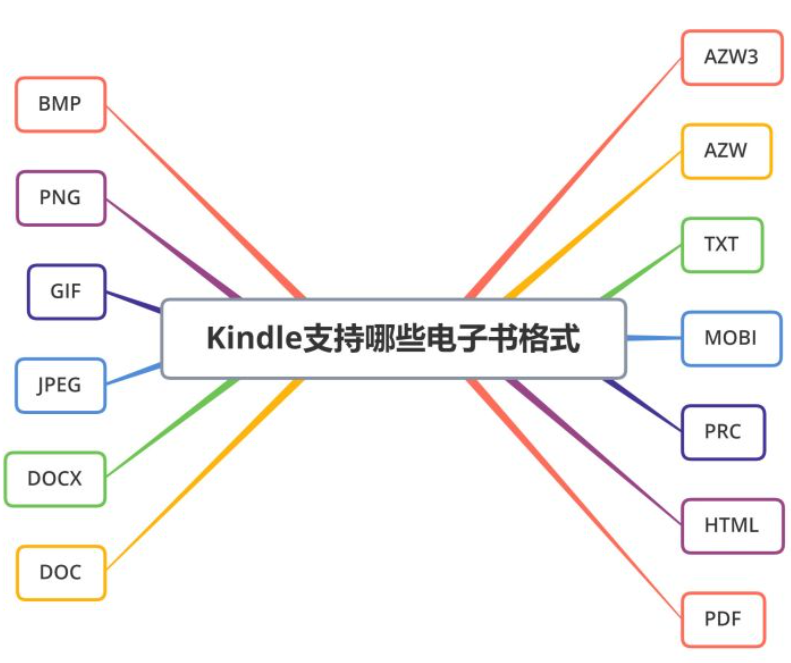 Kindle支持哪些电子书格式
AZW3
AZW
TXT
MOBI
PRC
HTML
PDF
BMP
PNG
GIF
JPEG
DOCX
DOC